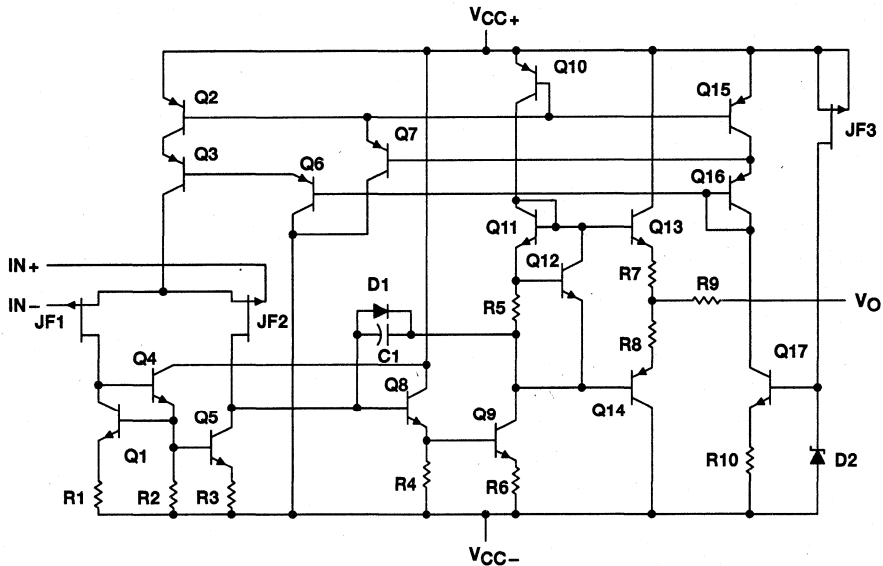 VCC+
Q10
Q2
Q15
Q7
JF3
Q3
Q6
Q16
Q11
Q13
Q12
IN+
R7
D1
R9
IN−
R5
VO
JF1
JF2
R8
C1
Q4
Q17
Q8
Q5
Q9
Q14
Q1
R10
D2
R1
R2
R3
R4
R6
VCC−